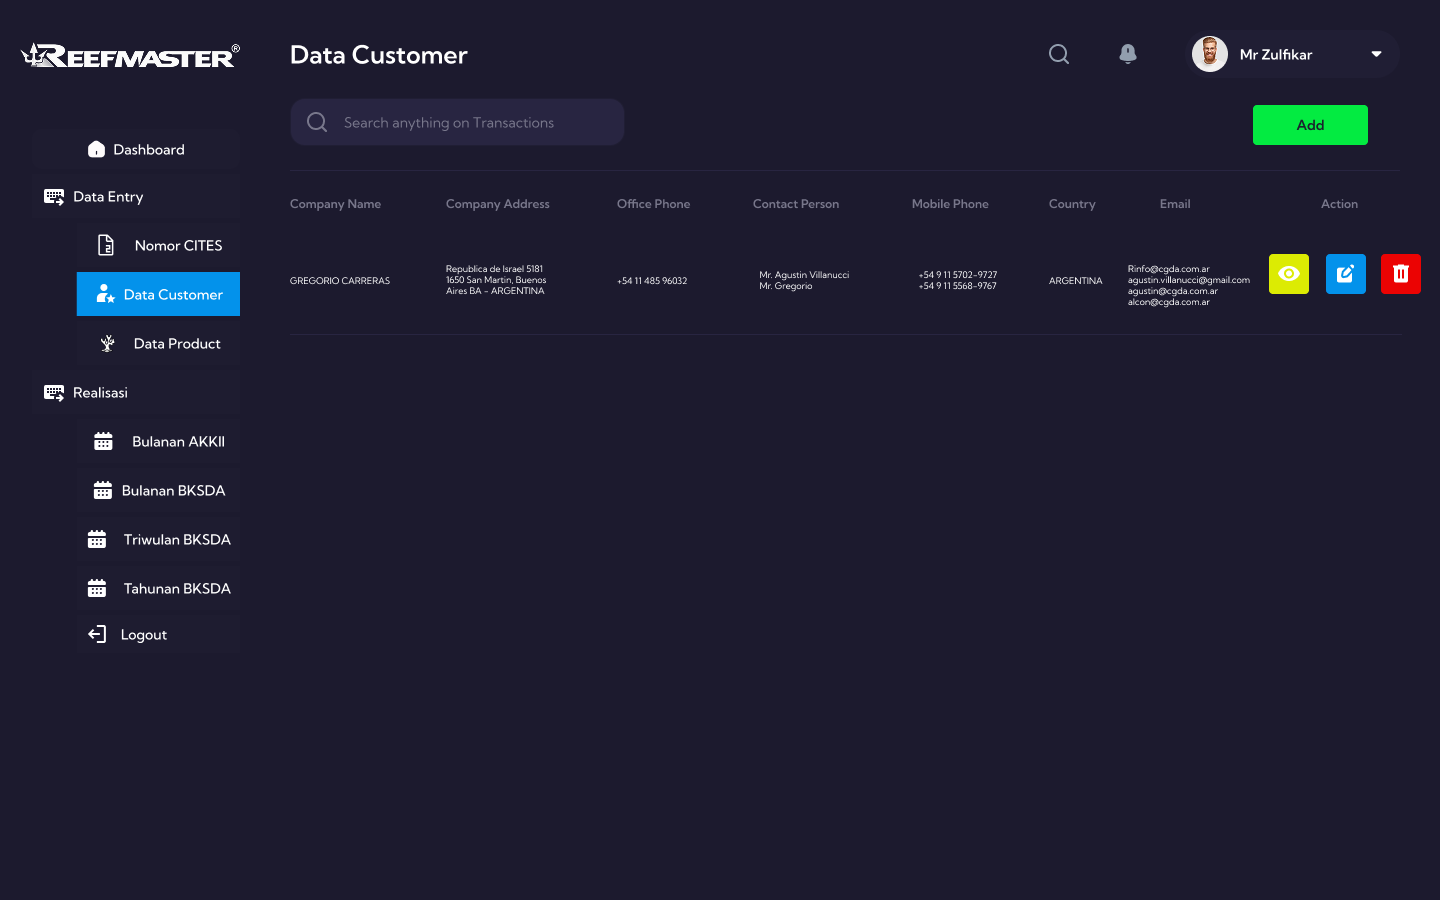 REEFMASTER®
Data Customer
Mr Zulfikar
Search anything on Transactions
Add
Dashboard
Data Entry
Nomor CITES
Data Customer
Data Product
Realisasi
Bulanan AKKII
Bulanan BKSDA
Triwulan BKSDA
Tahunan BKSDA
Logout
Company Name
Company Address
Office Phone
Contact Person
Mobile Phone
Country
Email
Action
GREGORIO CARRERAS
Republica de Israel 5181
1650 San Martin, Buenos
Aires BA - ARGENTINA
+54 11 485 96032
Mr. Agustin Villanucci
Mr. Gregorio
+54 9 11 5702-9727
+54 9 11 5568-9767
ARGENTINA
Rinfo@cgda.com.ar
agustin.villanucci@gmail.com
agustin@cgda.com.ar
alcon@cgda.com.ar